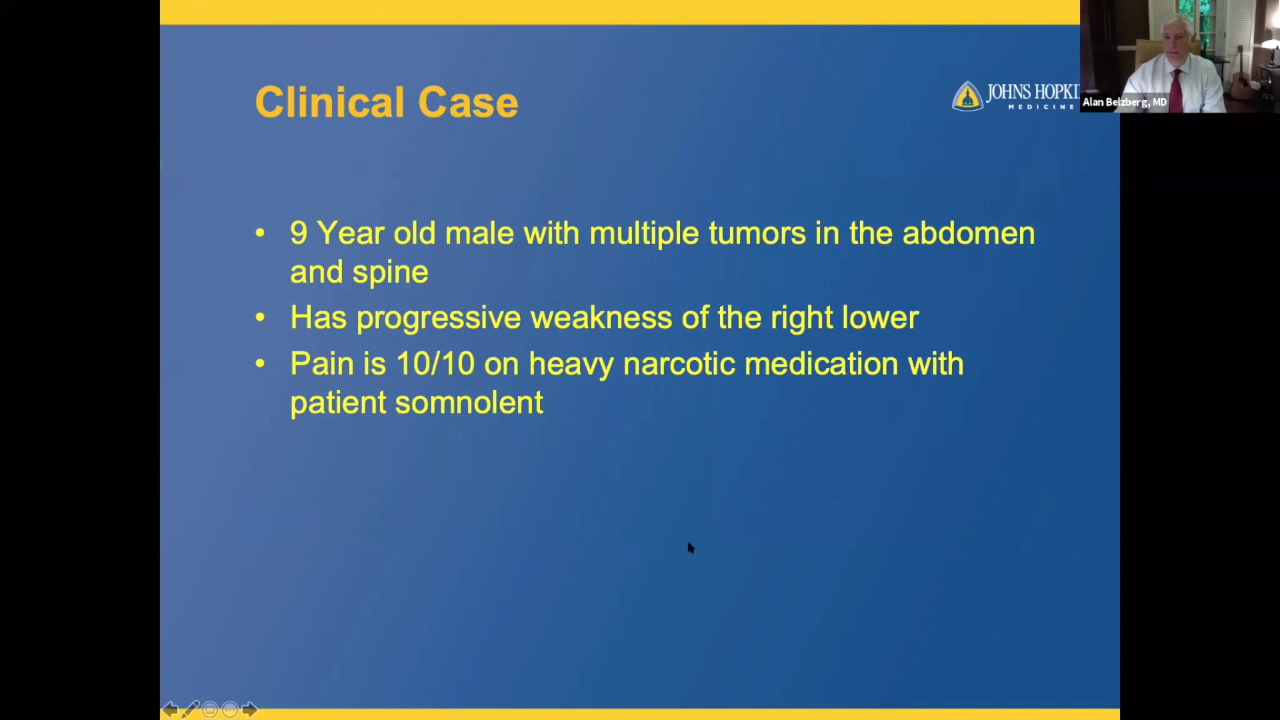 Clinical Case
JOHNS HOPKI
MEDICINE
Alan Belzberg, MD
• 9 Year old male with multiple tumors in the abdomen
and spine
• Has progressive weakness of the right lower
• Pain is 10/10 on heavy narcotic medication with
patient somnolent